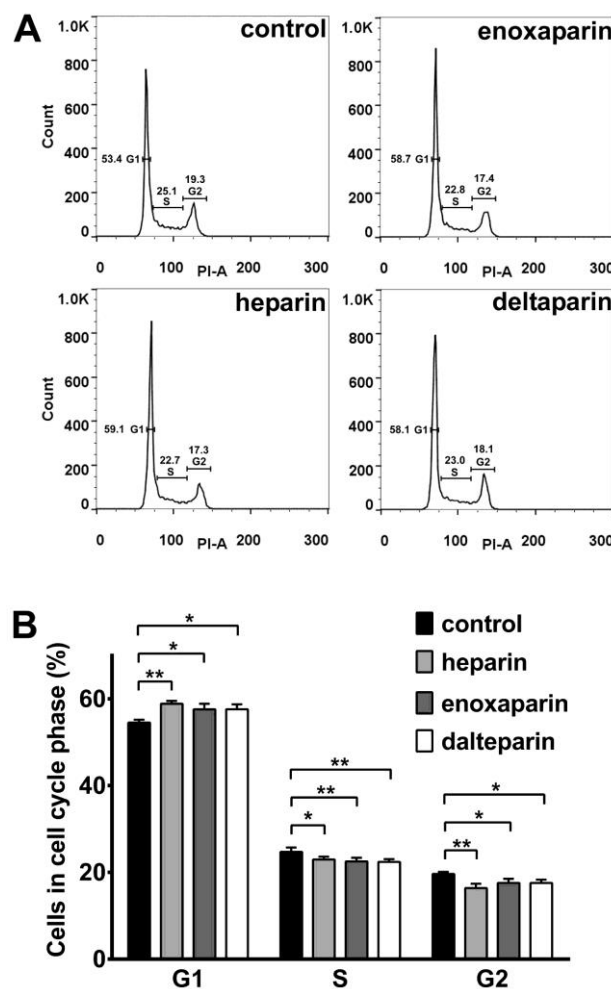 A
control
1.0K
800
600
400
200
0
Count
53.4 G1
25.1
S
19.3
G2
0 100 200 300
PI-A
enoxaparin
1.0K
800
600
400
200
0
58.7 G1
22.8
S
17.4
G2
0 100 200 300
PI-A
heparin
1.0K
800
600
400
200
0
Count
59.1 G1
22.7
S
17.3
G2
0 100 200 300
PI-A
deltaparin
1.0K
800
600
400
200
0
58.1 G1
23.0
S
18.1
G2
0 100 200 300
PI-A
B
control
heparin
enoxaparin
dalteparin
Cells in cell cycle phase (%)
60
40
20
0
*
*
**
**
**
*
*
*
**
G1 S G2